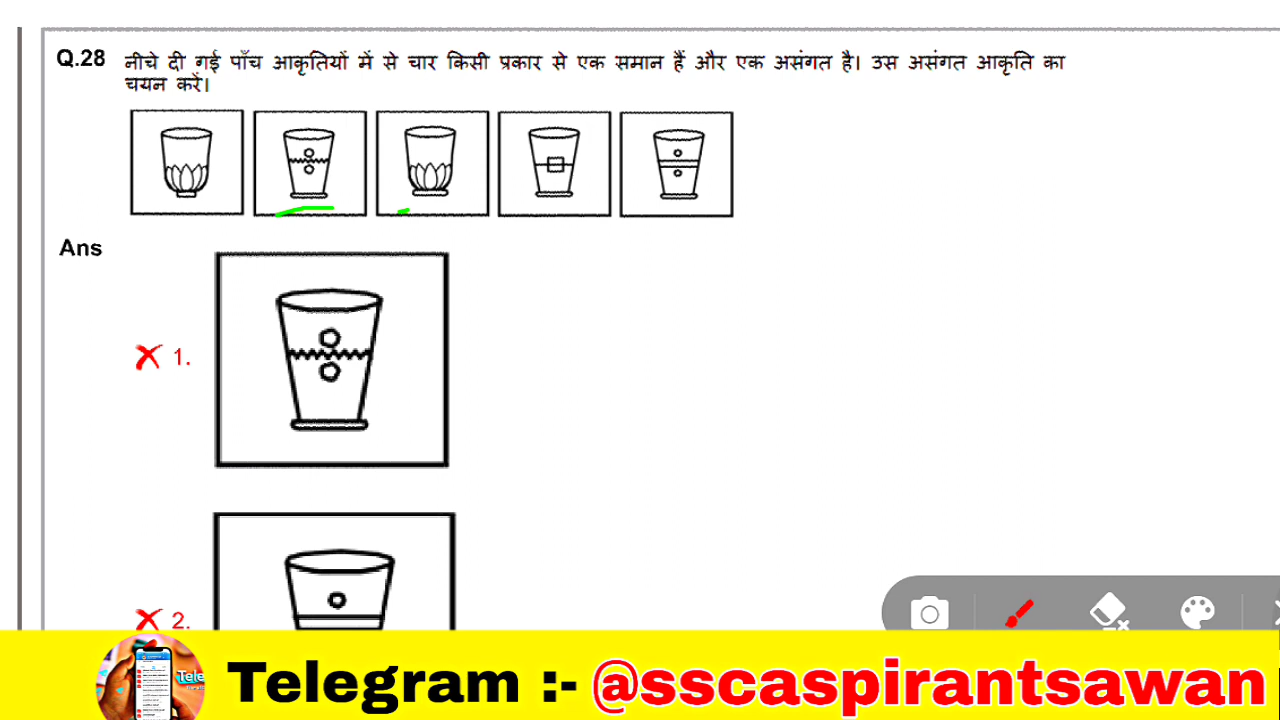 Q.28 नीचे दी गई पाँच आकृतियों में से चार किसी प्रकार से एक समान हैं और एक असंगत है। उस असंगत आकृति का
चयन करें।
Ans
1.
2.
Telegram :- @sscaspirantsawan